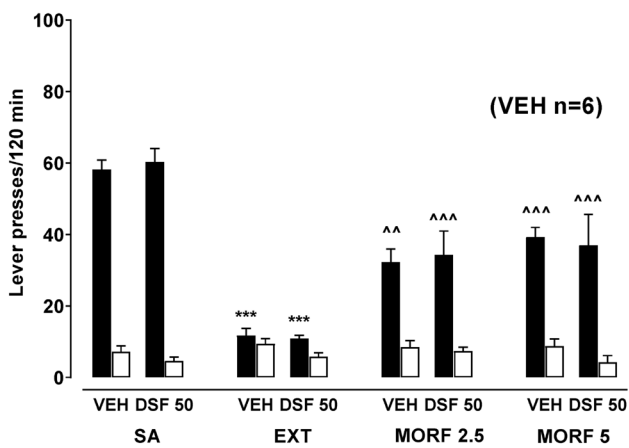 100
80
60
40
20
0
Lever presses/120 min
(VEH n=6)
*** ***
^^ ^^^
^^^ ^^^
VEH DSF 50 VEH DSF 50 VEH DSF 50 VEH DSF 50
SA EXT MORF 2.5 MORF 5